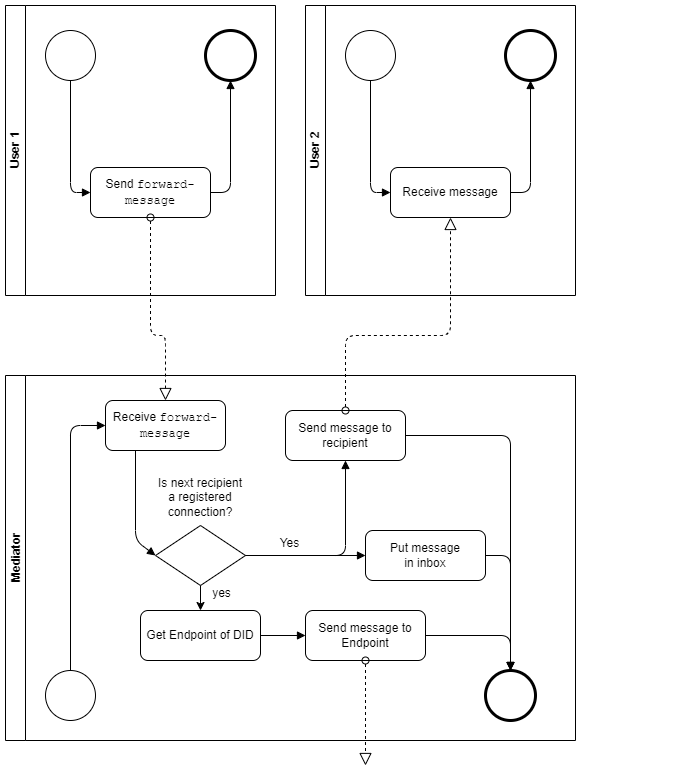 User 1
Send forward-
message
User 2
Receive message
Mediator
Receive forward-
message
Send message to
recipient
Is next recipient
a registered
connection?
Yes
Put message
in inbox
yes
Get Endpoint of DID
Send message to
Endpoint